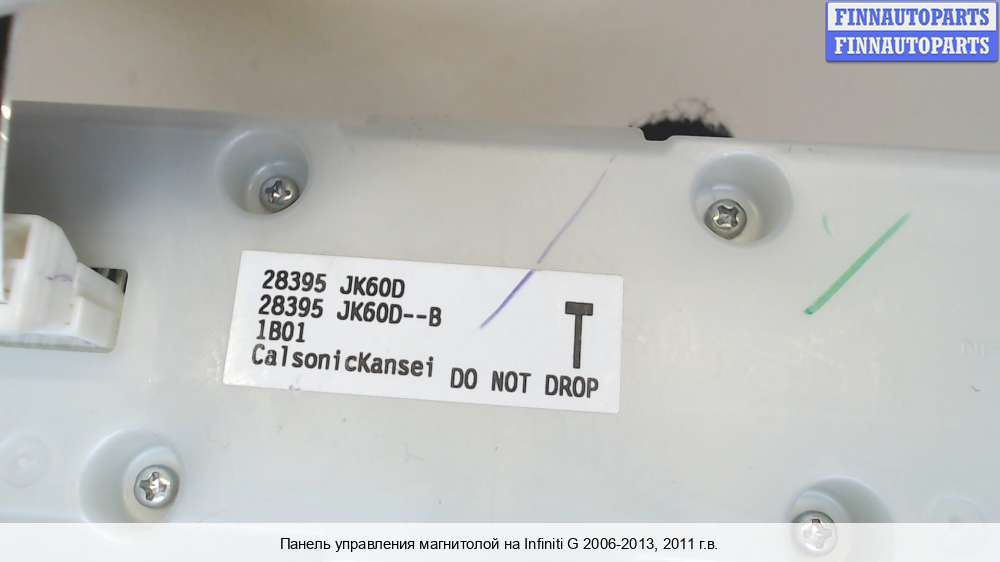 FINNAUTOPARTS
FINNAUTOPARTS
28395 JK60D
28395 JK60D--B
1B01
CalsonicKansei
T
DO NOT DROP
Панель управления магнитолой на Infiniti G 2006-2013, 2011 г.в.